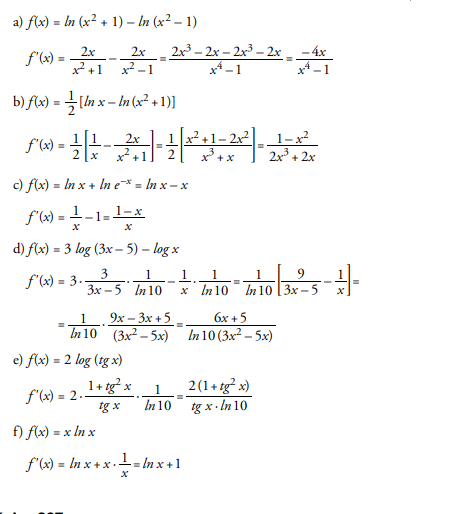 a) f(x) = ln (x² + 1) – ln (x² – 1)
f'(x) = 2x/(x² + 1) – 2x/(x² – 1) = (2x³ – 2x – 2x³ – 2x)/(x⁴ – 1) = –4x/(x⁴ – 1)
b) f(x) = 1/2 [ln x – ln (x² + 1)]
f'(x) = 1/2 [1/x – 2x/(x² + 1)] = 1/2 [(x² + 1 – 2x²)/(x³ + x)] = (1 – x²)/(2x³ + 2x)
c) f(x) = ln x + ln e⁻ˣ = ln x – x
f'(x) = 1/x – 1 = (1 – x)/x
d) f(x) = 3 log (3x – 5) – log x
f'(x) = 3 · 3/(3x – 5) · 1/ln 10 – 1/x · 1/ln 10 = 1/ln 10 [9/(3x – 5) – 1/x] =
= 1/ln 10 · (9x – 3x + 5)/(3x² – 5x) = (6x + 5)/(ln 10 (3x² – 5x))
e) f(x) = 2 log (tg x)
f'(x) = 2 · (1 + tg² x)/(tg x) · 1/ln 10 = 2 (1 + tg² x)/(tg x · ln 10)
f) f(x) = x ln x
f'(x) = ln x + x · 1/x = ln x + 1